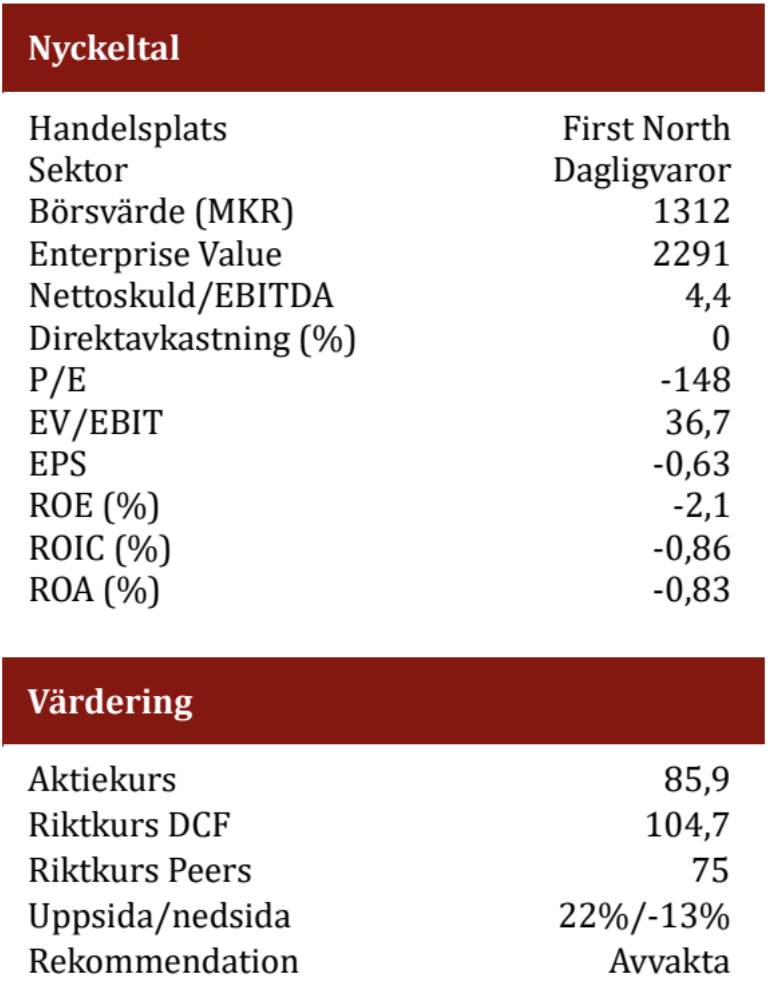 Nyckeltal
Handelsplats First North
Sektor Dagligvaror
Börsvärde (MKR) 1312
Enterprise Value 2291
Nettoskuld/EBITDA 4,4
Direktavkastning (%) 0
P/E -148
EV/EBIT 36,7
EPS -0,63
ROE (%) -2,1
ROIC (%) -0,86
ROA (%) -0,83
Värdering
Aktiekurs 85,9
Riktkurs DCF 104,7
Riktkurs Peers 75
Uppsida/nedsida 22%/-13%
Rekommendation Avvakta